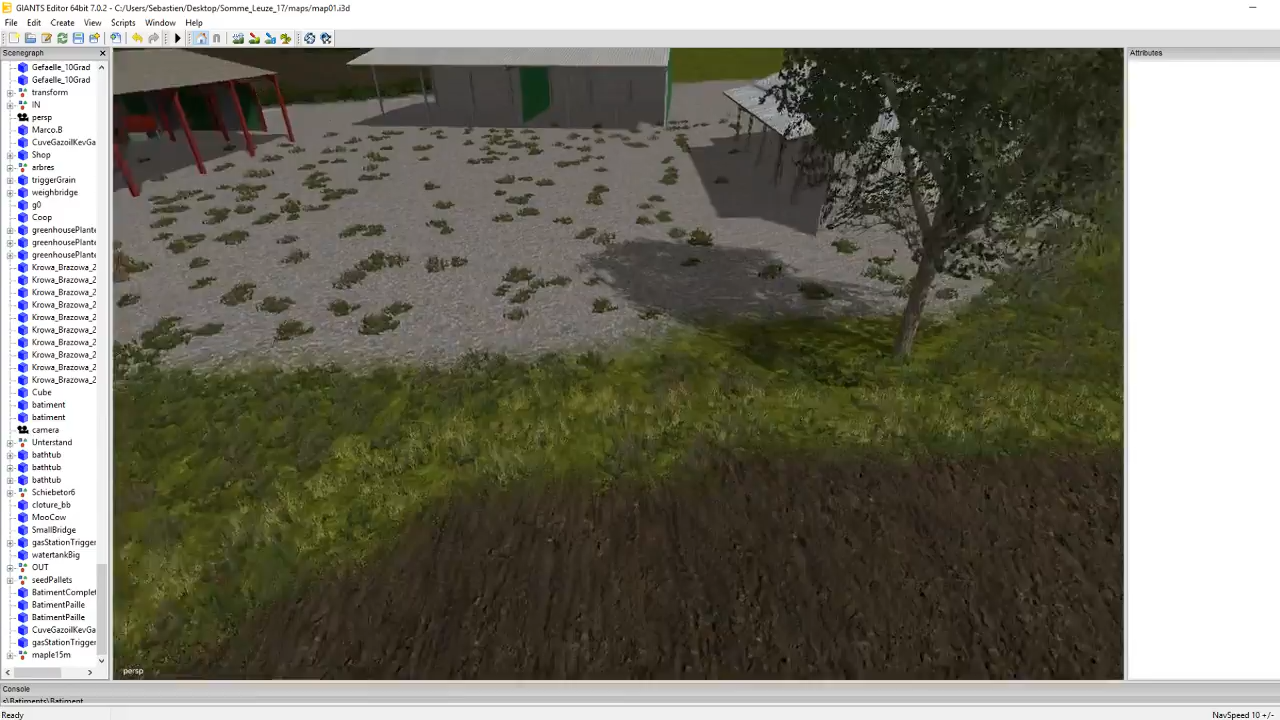 GIANTS Editor 64bit 7.0.2 - C:/Users/Sebastien/Desktop/Somme_Leuze_17/maps/map01.i3d
File Edit Create View Scripts Window Help
Scenegraph
Attributes
Gefaelle_10Grad
Gefaelle_10Grad
transform
IN
persp
Marco.B
CuveGazoilKevGa
Shop
arbres
triggerGrain
weighbridge
g0
Coop
greenhousePlante
greenhousePlante
greenhousePlante
Krowa_Brazowa_2
Krowa_Brazowa_2
Krowa_Brazowa_2
Krowa_Brazowa_2
Krowa_Brazowa_2
Krowa_Brazowa_2
Krowa_Brazowa_2
Krowa_Brazowa_2
Krowa_Brazowa_2
Krowa_Brazowa_2
Cube
batiment
batiment
camera
Unterstand
bathtub
bathtub
bathtub
Schiebetor6
cloture_bb
MooCow
SmallBridge
gasStationTrigger
watertankBig
OUT
seedPallets
BatimentComplet
BatimentPaille
BatimentPaille
CuveGazoilKevGa
gasStationTrigger
maple15m
persp
Console
s\Batiments\Batiment
Ready
NavSpeed 10 +/-